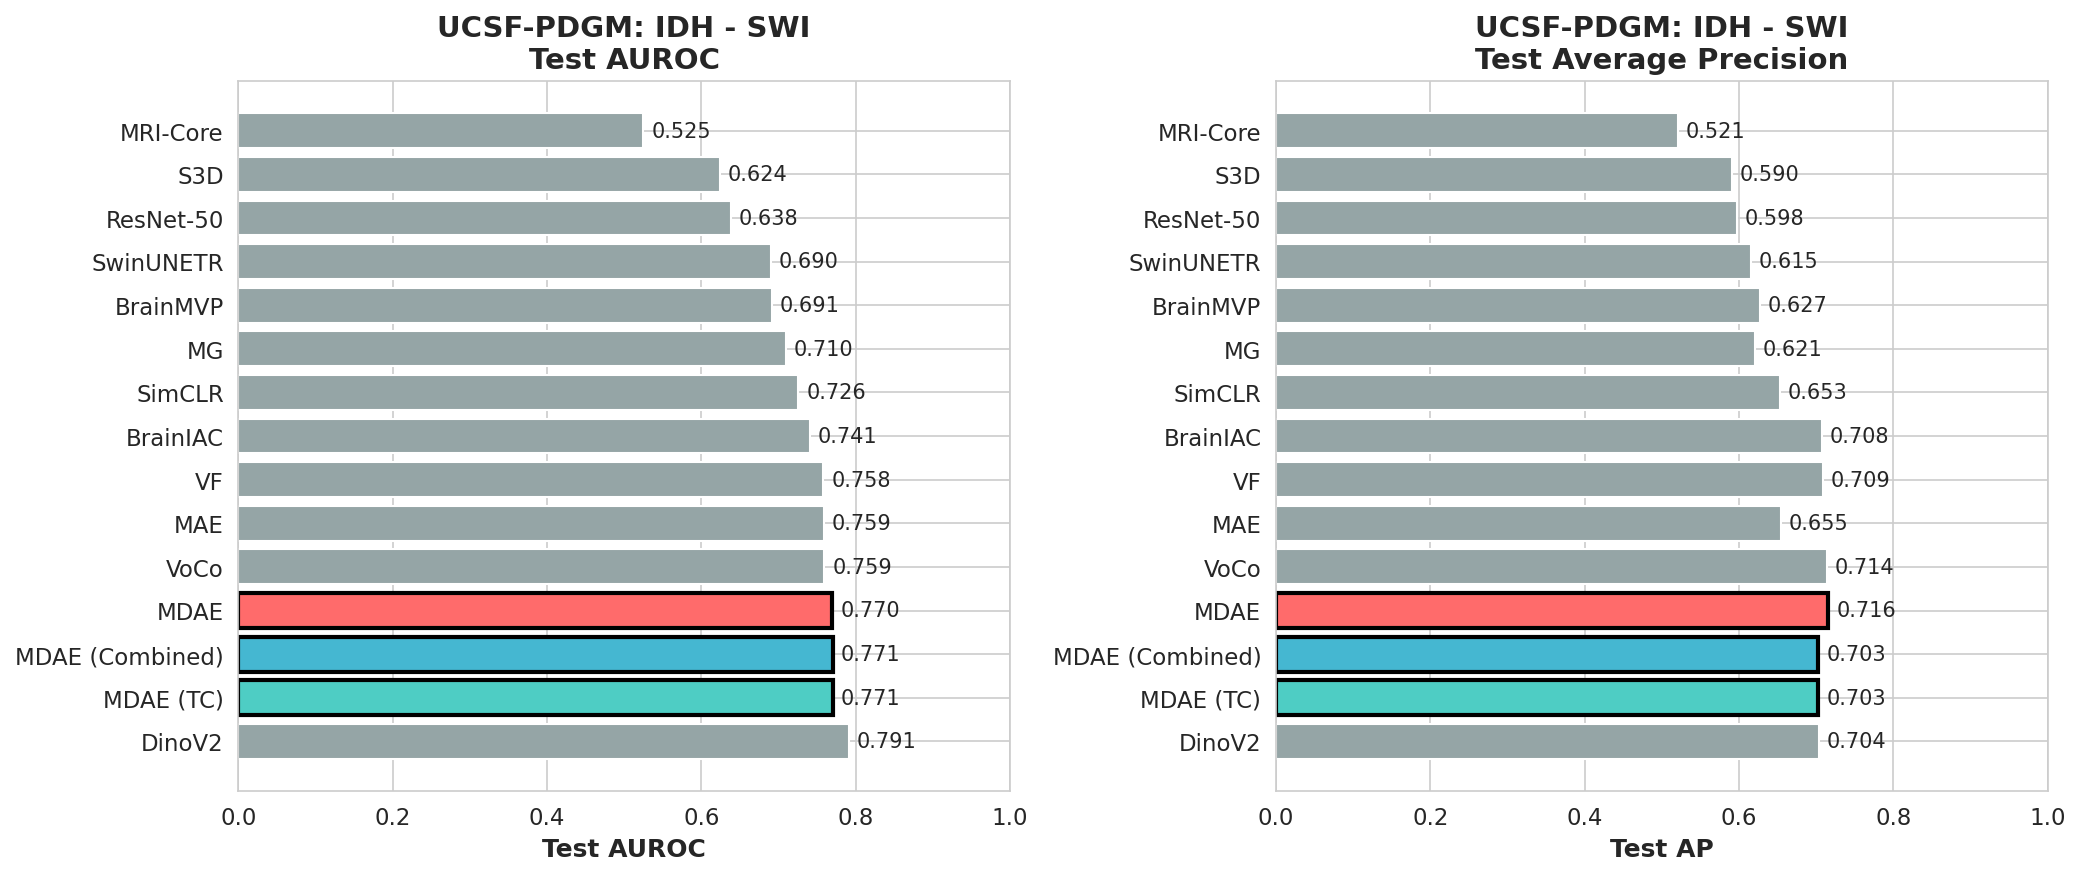 UCSF-PDGM: IDH - SWI
Test AUROC
MRI-Core 0.525
S3D 0.624
ResNet-50 0.638
SwinUNETR 0.690
BrainMVP 0.691
MG 0.710
SimCLR 0.726
BrainIAC 0.741
VF 0.758
MAE 0.759
VoCo 0.759
MDAE 0.770
MDAE (Combined) 0.771
MDAE (TC) 0.771
DinoV2 0.791
0.0 0.2 0.4 0.6 0.8 1.0
Test AUROC
UCSF-PDGM: IDH - SWI
Test Average Precision
MRI-Core 0.521
S3D 0.590
ResNet-50 0.598
SwinUNETR 0.615
BrainMVP 0.627
MG 0.621
SimCLR 0.653
BrainIAC 0.708
VF 0.709
MAE 0.655
VoCo 0.714
MDAE 0.716
MDAE (Combined) 0.703
MDAE (TC) 0.703
DinoV2 0.704
0.0 0.2 0.4 0.6 0.8 1.0
Test AP